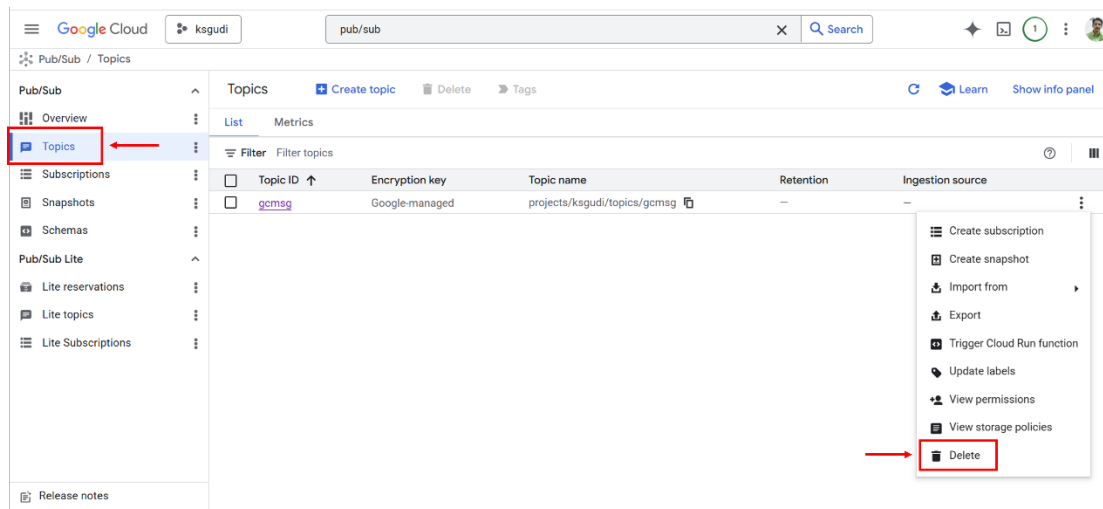 Google Cloud ksgudi pub/sub Search 1
Pub/Sub / Topics
Pub/Sub
Overview
Topics
Subscriptions
Snapshots
Schemas
Pub/Sub Lite
Lite reservations
Lite topics
Lite Subscriptions
Release notes
Topics Create topic Delete Tags Learn Show info panel
List Metrics
Filter Filter topics
Topic ID Encryption key Topic name Retention Ingestion source
gcmsg Google-managed projects/ksgudi/topics/gcmsg — —
Create subscription
Create snapshot
Import from
Export
Trigger Cloud Run function
Update labels
View permissions
View storage policies
Delete